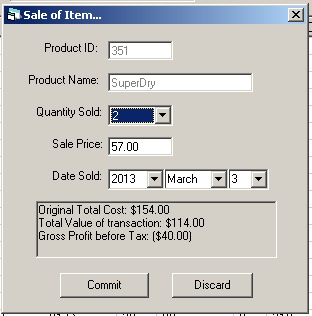 Sale of Item...
Product ID: 351
Product Name: SuperDry
Quantity Sold: 2
Sale Price: 57.00
Date Sold: 2013 March 3
Original Total Cost: $154.00
Total Value of transaction: $114.00
Gross Profit before Tax: ($40.00)
Commit Discard